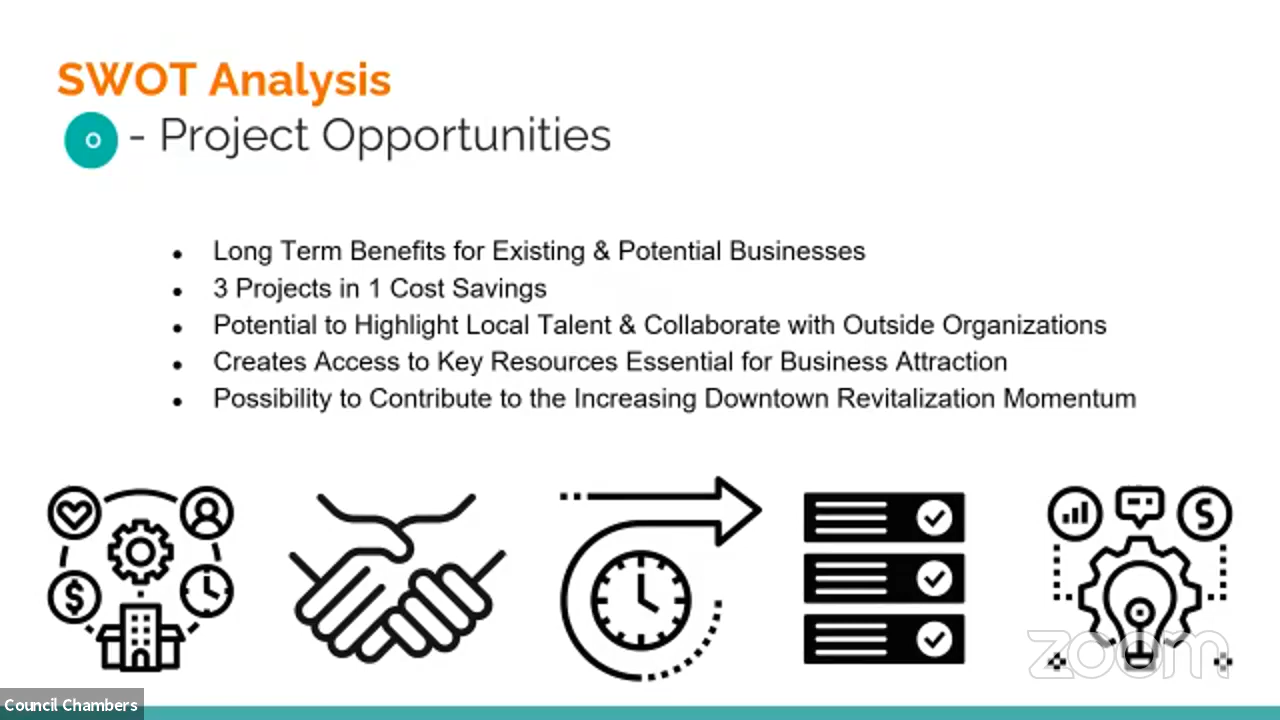 SWOT Analysis
O - Project Opportunities
● Long Term Benefits for Existing & Potential Businesses
● 3 Projects in 1 Cost Savings
● Potential to Highlight Local Talent & Collaborate with Outside Organizations
● Creates Access to Key Resources Essential for Business Attraction
● Possibility to Contribute to the Increasing Downtown Revitalization Momentum
$
$
zoom
Council Chambers